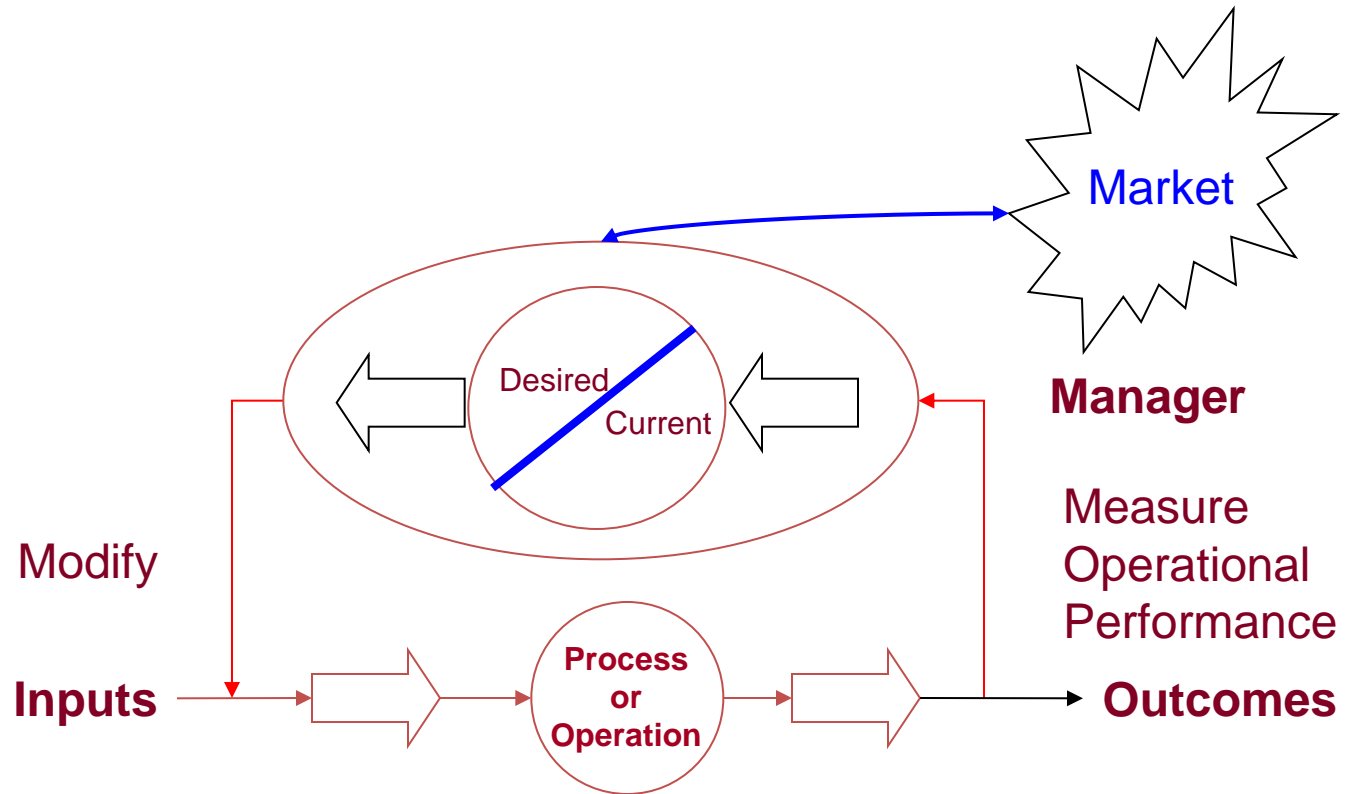 Market
Desired
Current
Manager
Measure
Operational
Performance
Modify
Inputs
Process
or
Operation
Outcomes